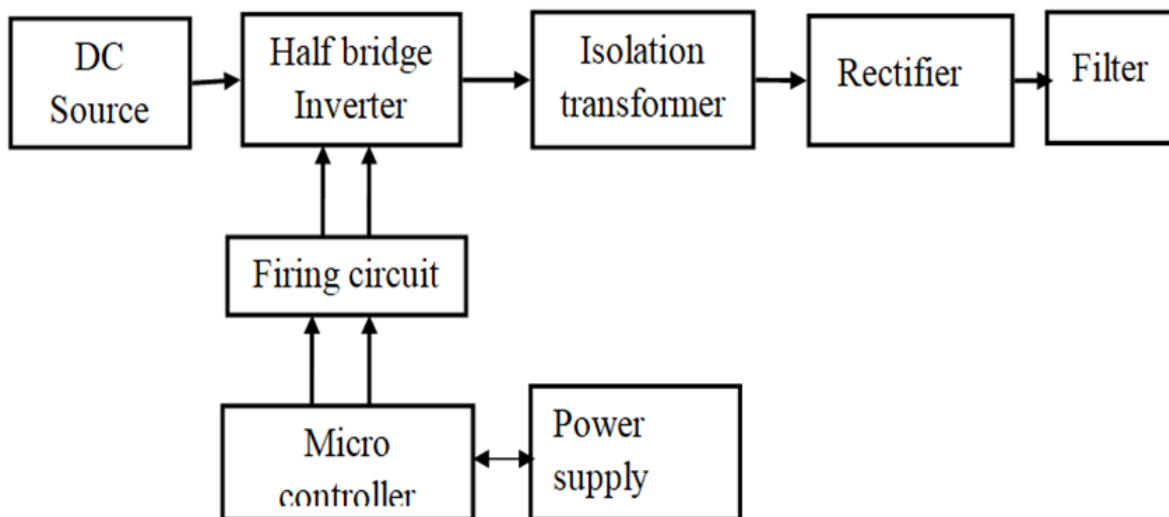 DC
Source
Half bridge
Inverter
Isolation
transformer
Rectifier
Filter
Firing circuit
Micro
controller
Power
supply